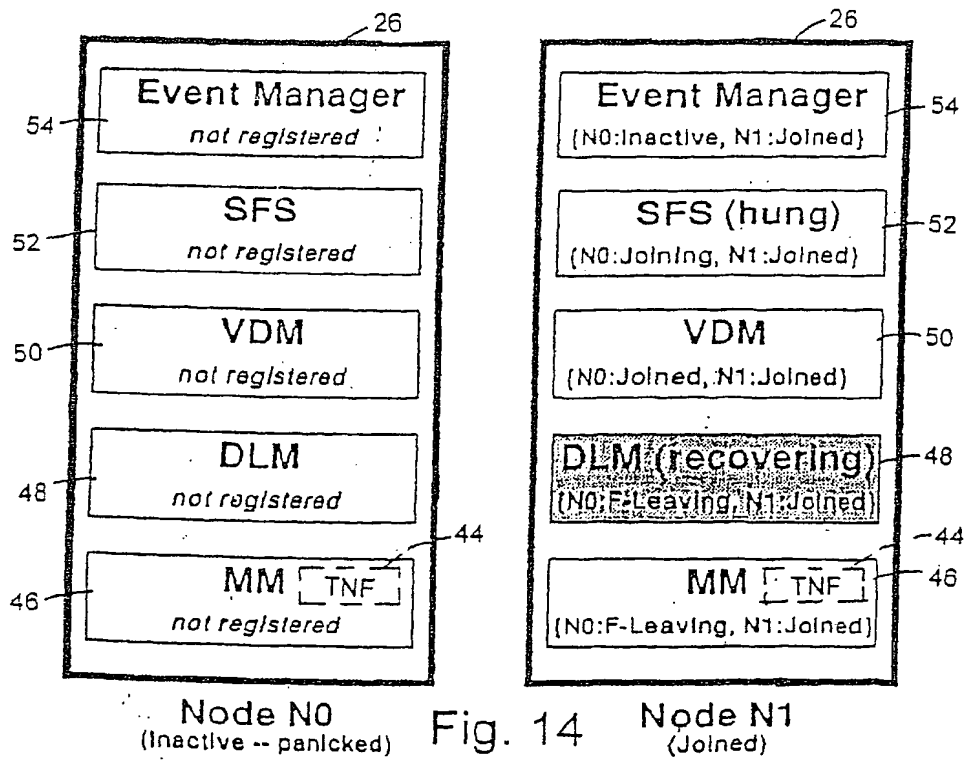 26
Event Manager
not registered
54
SFS
not registered
52
VDM
not registered
50
DLM
not registered
48
44
MM TNF
46
not registered
Node N0
(Inactive -- panicked)
26
Event Manager
54
{N0:Inactive, N1:Joined}
SFS (hung)
52
{N0:Joining, N1:Joined}
VDM
50
{N0:Joined, N1:Joined}
DLM (recovering)
48
{N0:F-Leaving, N1:Joined}
44
MM TNF
46
{N0:F-Leaving, N1:Joined}
Node N1
(Joined)
Fig. 14